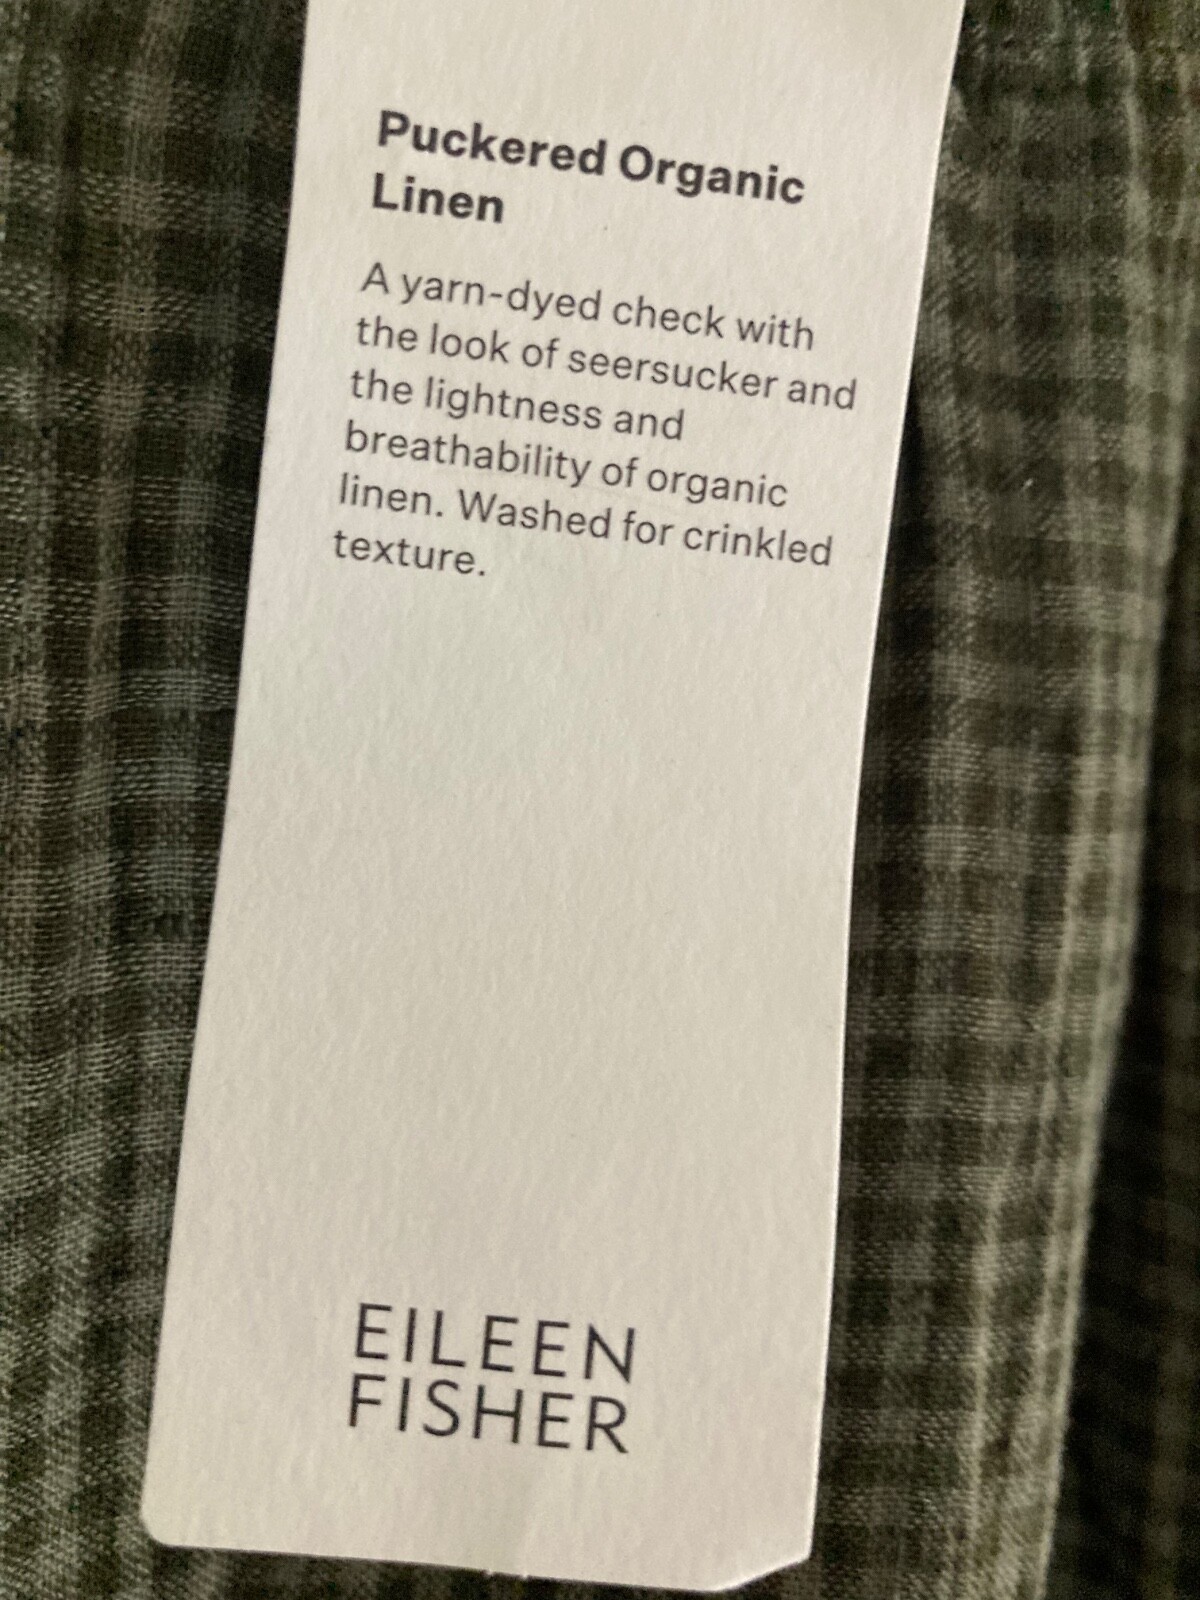 Puckered Organic
Linen
A yarn-dyed check with
the look of seersucker and
the lightness and
breathability of organic
linen. Washed for crinkled
texture.
EILEEN
FISHER